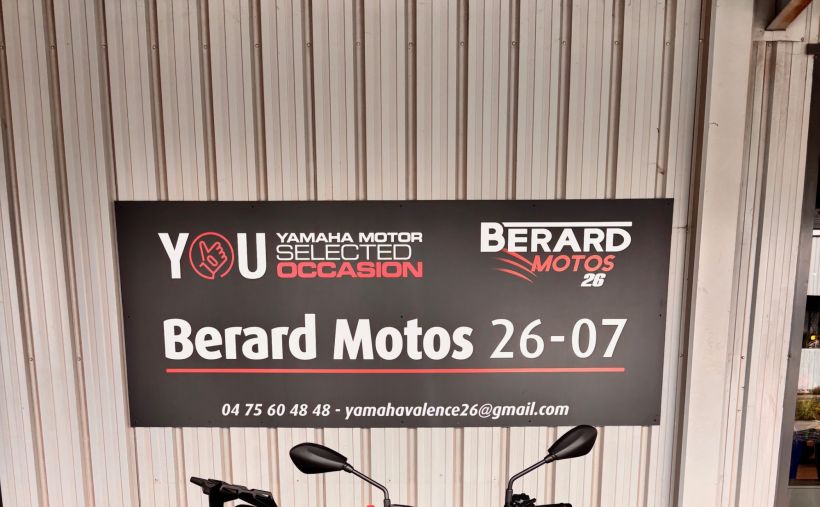 YOU YAMAHA MOTOR
SELECTED
OCCASION
10
BERARD
MOTOS
26
Berard Motos 26-07
04 75 60 48 48 - yamahavalence26@gmail.com